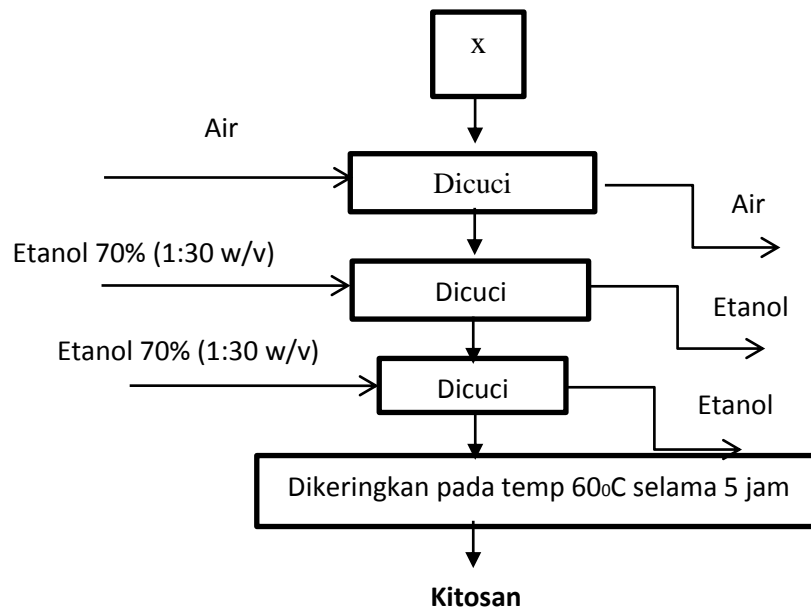 x
Air
Dicuci
Air
Etanol 70% (1:30 w/v)
Dicuci
Etanol
Etanol 70% (1:30 w/v)
Dicuci
Etanol
Dikeringkan pada temp 60₀C selama 5 jam
Kitosan